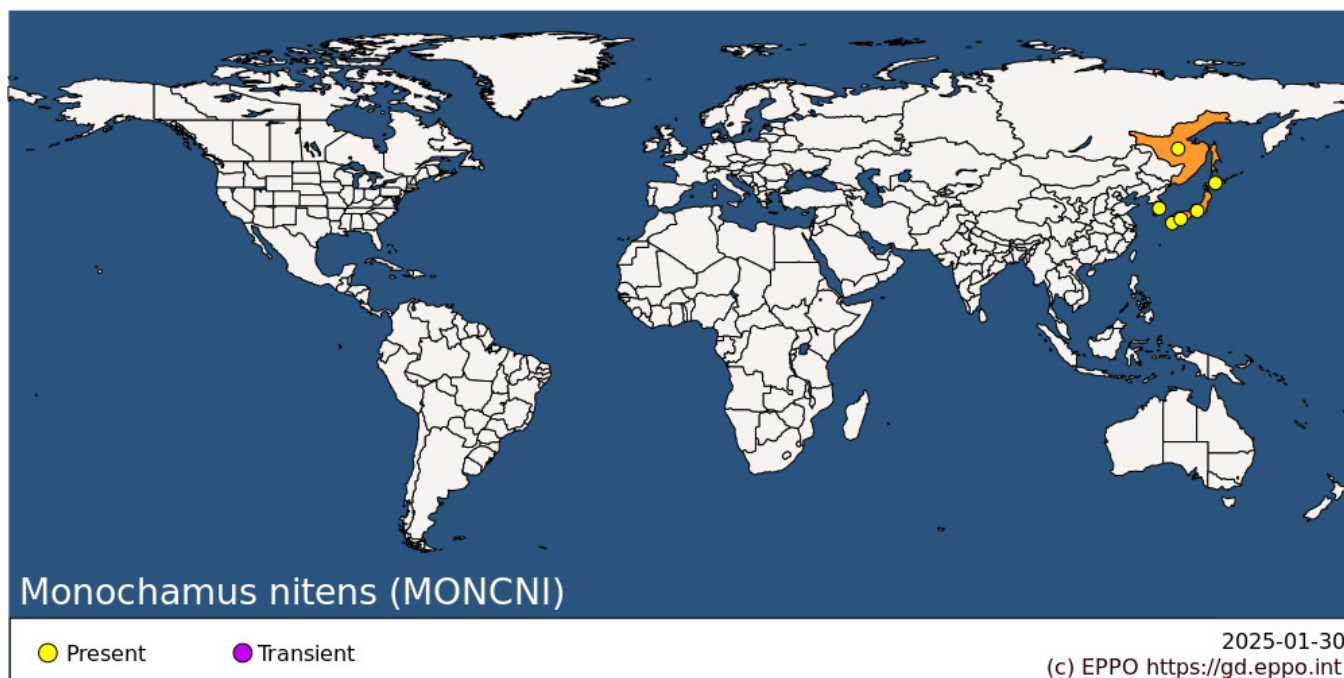 Monochamus nitens (MONCNI)
Present
Transient
2025-01-30
(c) EPPO https://gd.eppo.int